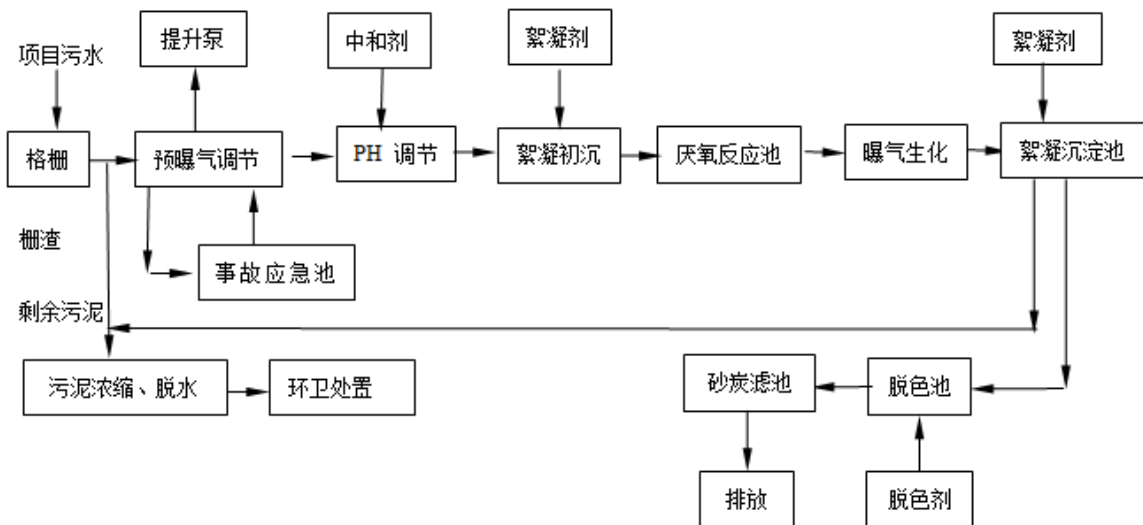 提升泵
中和剂
絮凝剂
絮凝剂
项目污水
格栅
预曝气调节
PH 调节
絮凝初沉
厌氧反应池
曝气生化
絮凝沉淀池
栅渣
事故应急池
剩余污泥
污泥浓缩、脱水
环卫处置
砂炭滤池
脱色池
排放
脱色剂